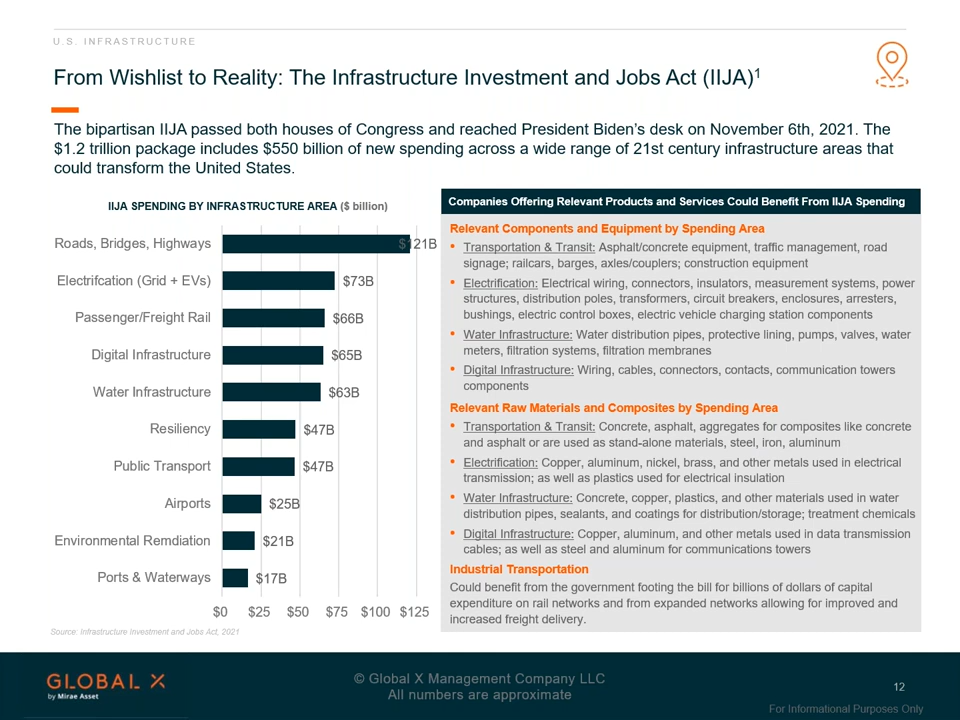 U.S. INFRASTRUCTURE
From Wishlist to Reality: The Infrastructure Investment and Jobs Act (IIJA)¹
The bipartisan IIJA passed both houses of Congress and reached President Biden's desk on November 6th, 2021. The
$1.2 trillion package includes $550 billion of new spending across a wide range of 21st century infrastructure areas that
could transform the United States.
IIJA SPENDING BY INFRASTRUCTURE AREA ($ billion)
Roads, Bridges, Highways $121B
Electrifcation (Grid + EVs) $73B
Passenger/Freight Rail $66B
Digital Infrastructure $65B
Water Infrastructure $63B
Resiliency $47B
Public Transport $47B
Airports $25B
Environmental Remdiation $21B
Ports & Waterways $17B
$0 $25 $50 $75 $100 $125
Source: Infrastructure Investment and Jobs Act, 2021
Companies Offering Relevant Products and Services Could Benefit From IIJA Spending
Relevant Components and Equipment by Spending Area
• Transportation & Transit: Asphalt/concrete equipment, traffic management, road
signage; railcars, barges, axles/couplers; construction equipment
• Electrification: Electrical wiring, connectors, insulators, measurement systems, power
structures, distribution poles, transformers, circuit breakers, enclosures, arresters,
bushings, electric control boxes, electric vehicle charging station components
• Water Infrastructure: Water distribution pipes, protective lining, pumps, valves, water
meters, filtration systems, filtration membranes
• Digital Infrastructure: Wiring, cables, connectors, contacts, communication towers
components
Relevant Raw Materials and Composites by Spending Area
• Transportation & Transit: Concrete, asphalt, aggregates for composites like concrete
and asphalt or are used as stand-alone materials, steel, iron, aluminum
• Electrification: Copper, aluminum, nickel, brass, and other metals used in electrical
transmission; as well as plastics used for electrical insulation
• Water Infrastructure: Concrete, copper, plastics, and other materials used in water
distribution pipes, sealants, and coatings for distribution/storage; treatment chemicals
• Digital Infrastructure: Copper, aluminum, and other metals used in data transmission
cables; as well as steel and aluminum for communications towers
Industrial Transportation
Could benefit from the government footing the bill for billions of dollars of capital
expenditure on rail networks and from expanded networks allowing for improved and
increased freight delivery.
GLOBAL X
by Mirae Asset
© Global X Management Company LLC
All numbers are approximate
12
For Informational Purposes Only